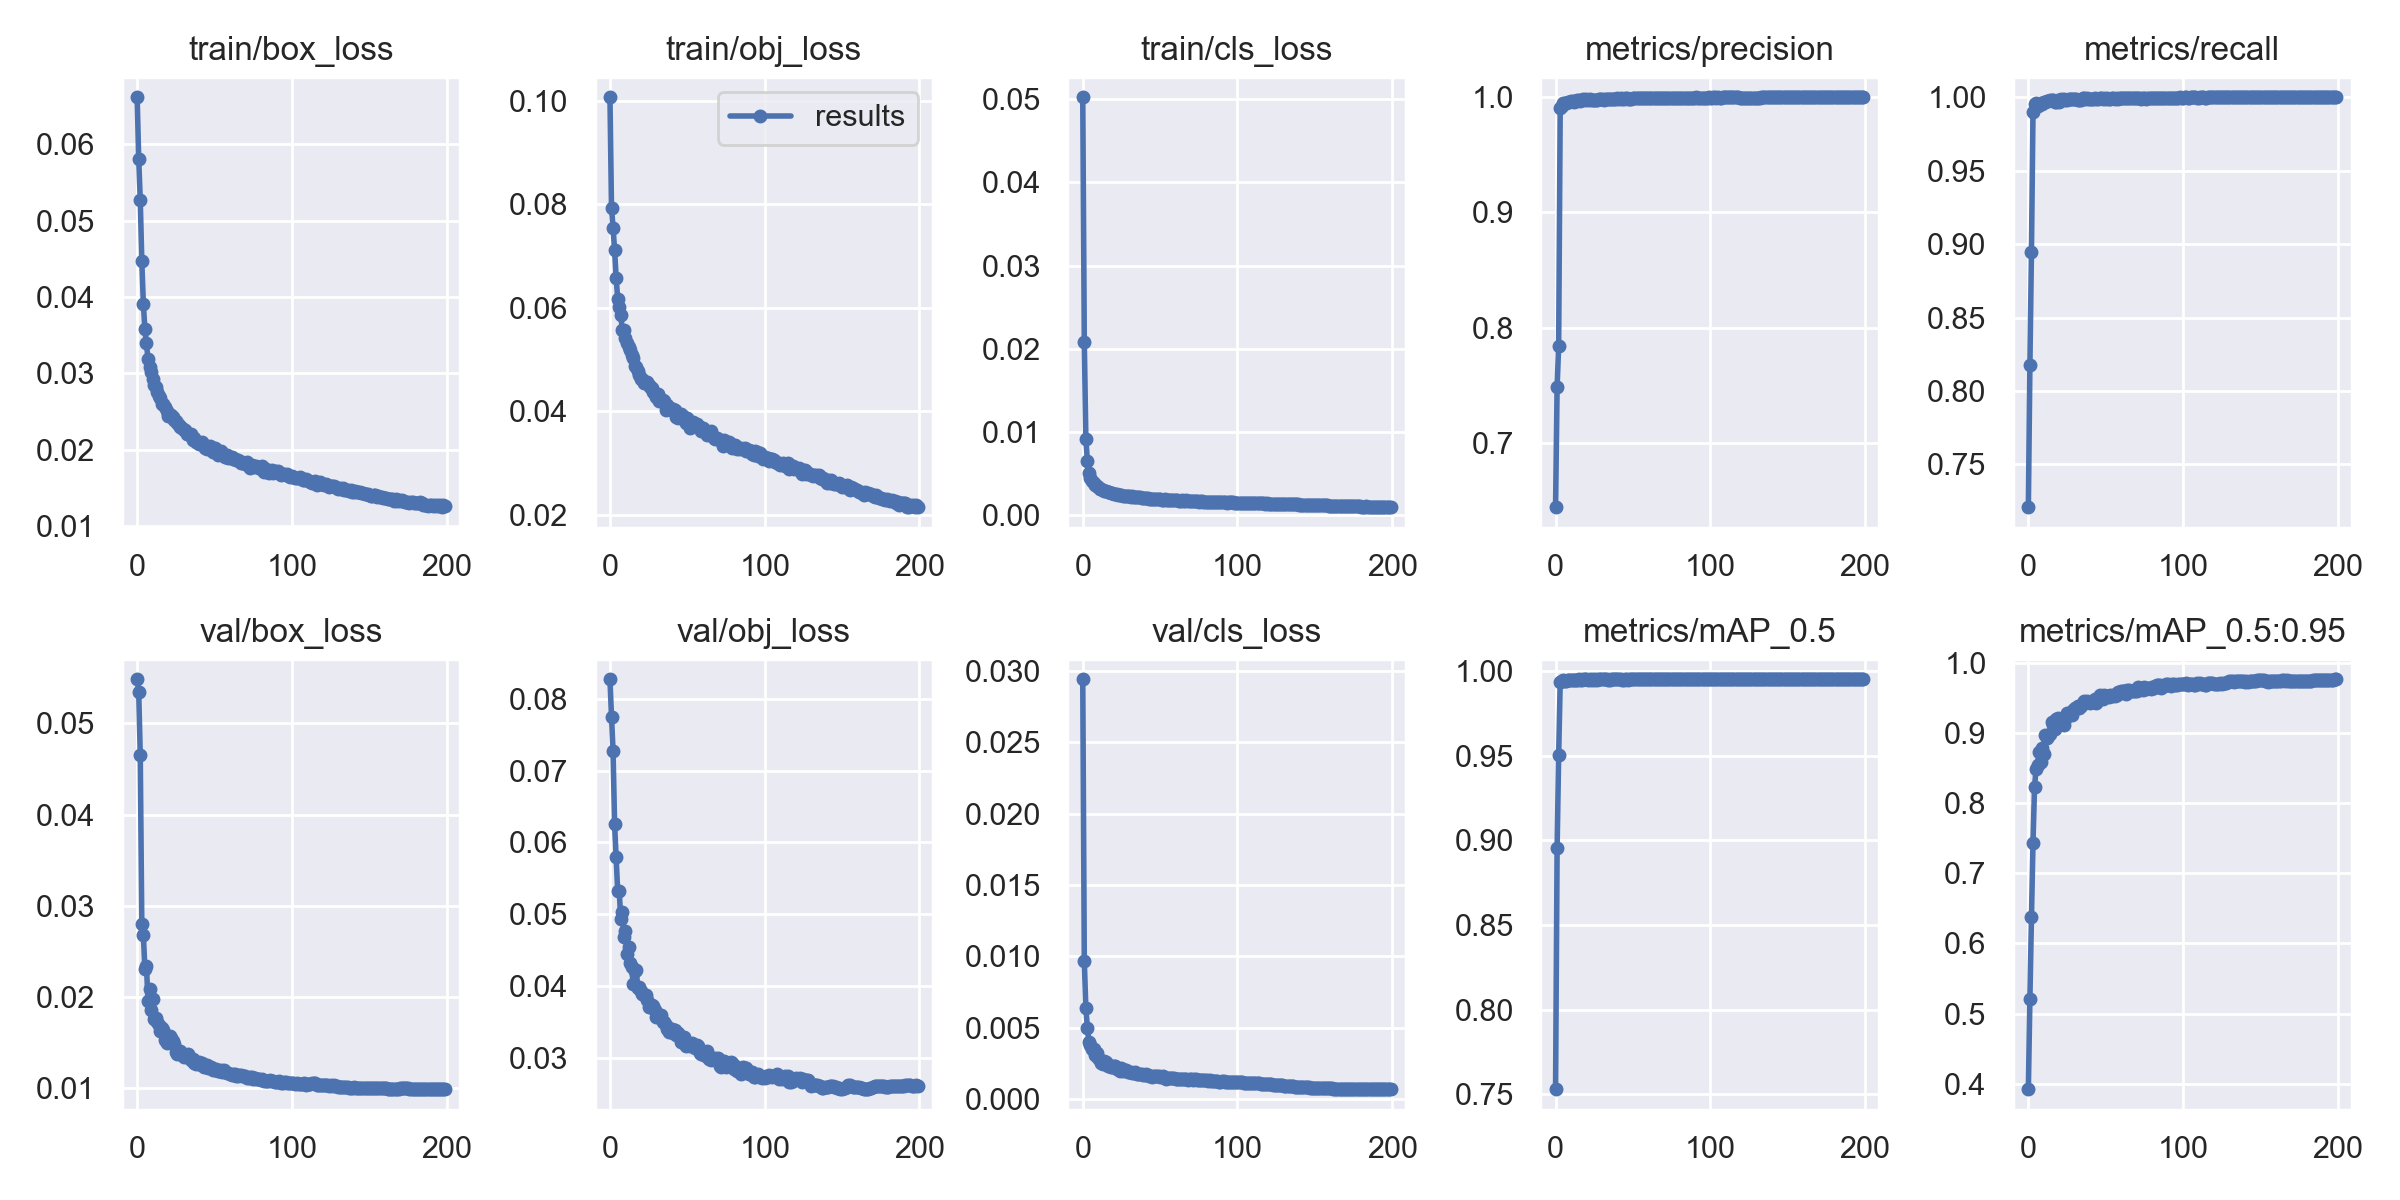 train/box_loss
0.06
0.05
0.04
0.03
0.02
0.01
0 100 200
train/obj_loss
results
0.10
0.08
0.06
0.04
0.02
0 100 200
train/cls_loss
0.05
0.04
0.03
0.02
0.01
0.00
0 100 200
metrics/precision
1.0
0.9
0.8
0.7
0 100 200
metrics/recall
1.00
0.95
0.90
0.85
0.80
0.75
0 100 200
val/box_loss
0.05
0.04
0.03
0.02
0.01
0 100 200
val/obj_loss
0.08
0.07
0.06
0.05
0.04
0.03
0 100 200
val/cls_loss
0.030
0.025
0.020
0.015
0.010
0.005
0.000
0 100 200
metrics/mAP_0.5
1.00
0.95
0.90
0.85
0.80
0.75
0 100 200
metrics/mAP_0.5:0.95
1.0
0.9
0.8
0.7
0.6
0.5
0.4
0 100 200